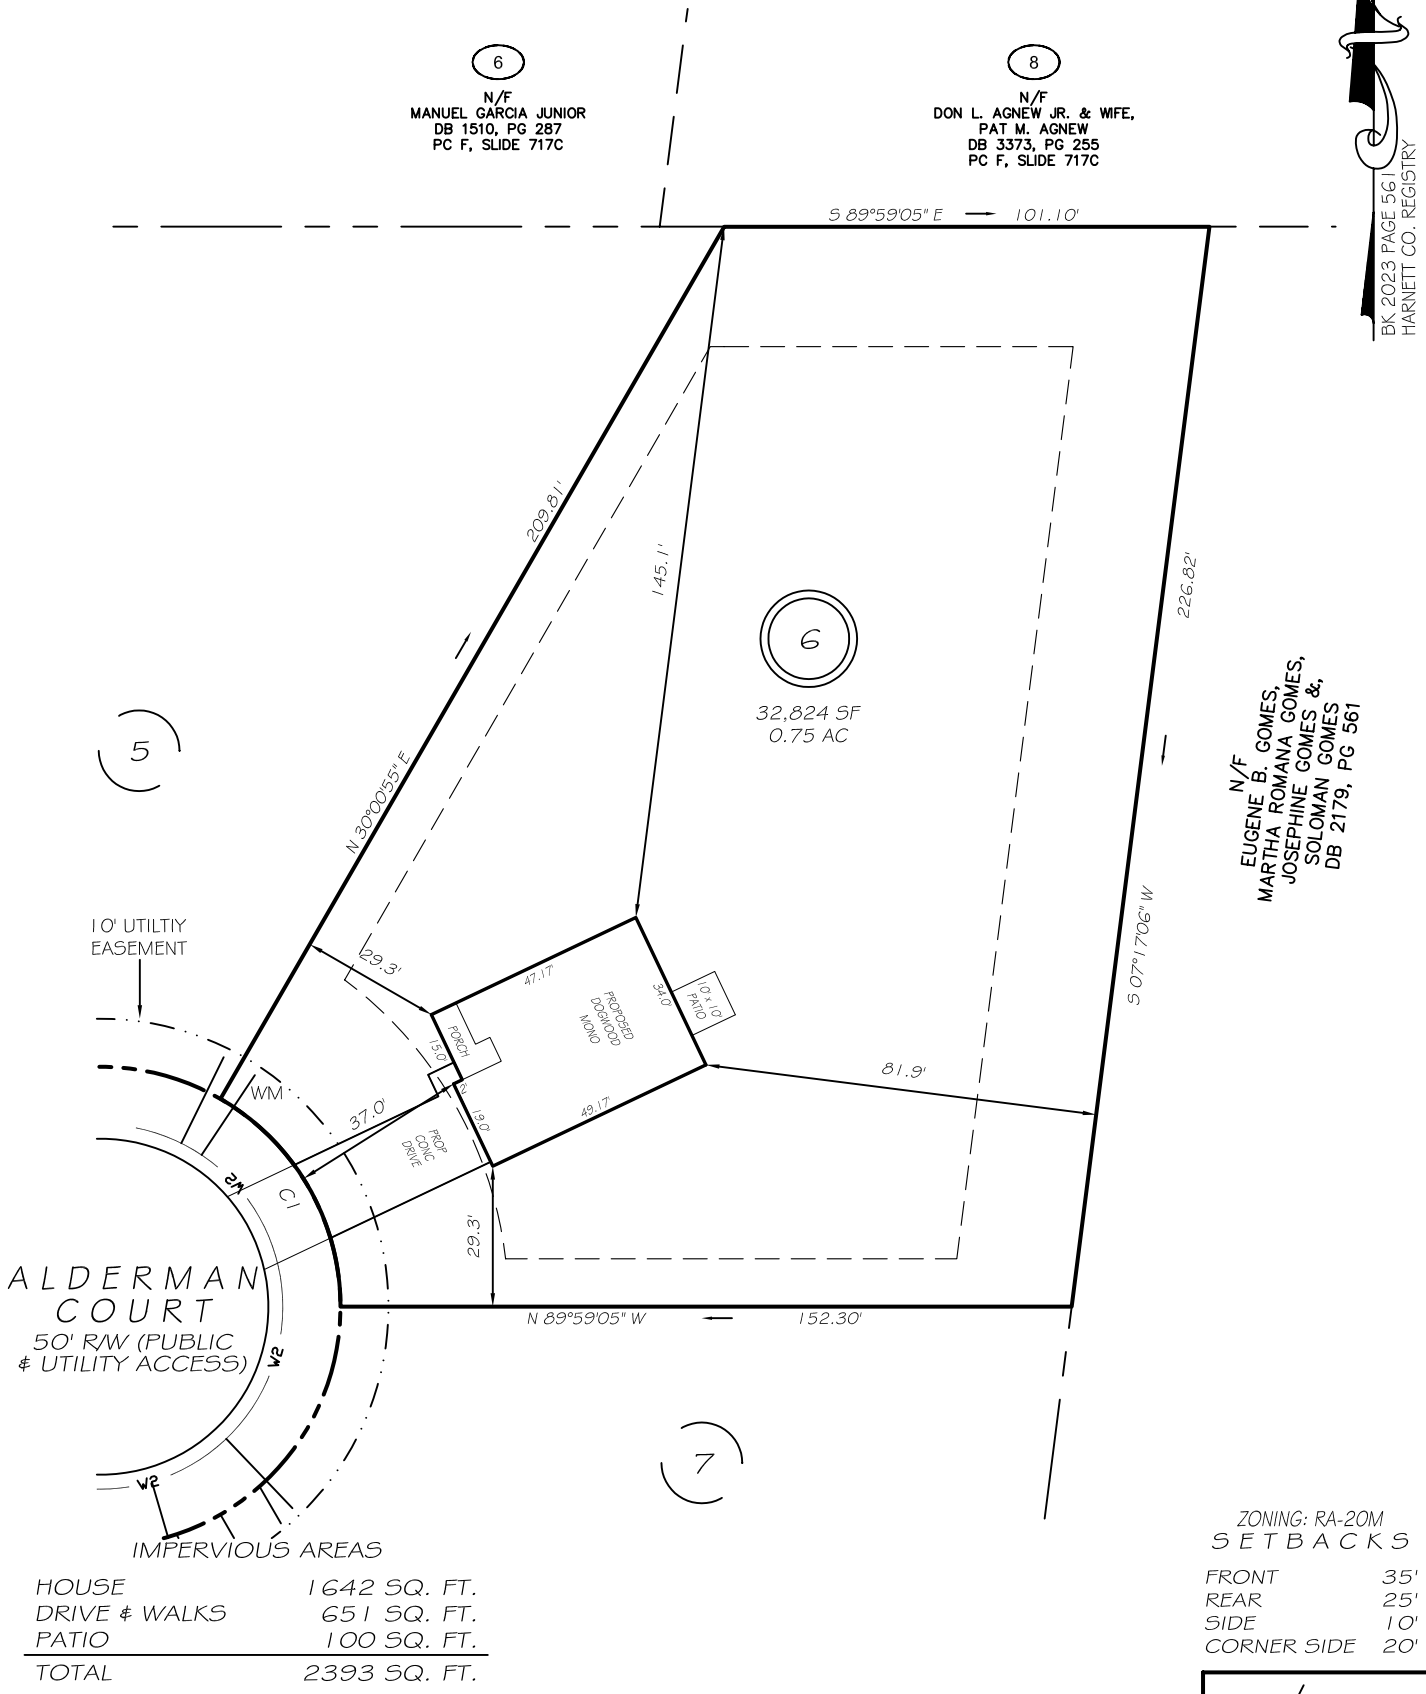 6
N/F
MANUEL GARCIA JUNIOR
DB 1510, PG 287
PC F, SLIDE 717C
8
N/F
DON L. AGNEW JR. & WIFE,
PAT M. AGNEW
DB 3373, PG 255
PC F, SLIDE 717C
BK 2023 PAGE 561
HARNETT CO. REGISTRY
S 89°59'05" E
101.10'
209.81'
145.1'
226.82'
6
32,824 SF
0.75 AC
5
N 30°00'55" E
N/F
EUGENE B. GOMES,
MARTHA ROMANA GOMES,
JOSEPHINE GOMES &,
SOLOMAN GOMES
DB 2179, PG 561
S 07°17'06" W
10' UTILTIY
EASEMENT
29.3'
47.17'
34.0'
10' x 10'
PATIO
PROPOSED
DOGWOOD
MONO
PORCH
15.0'
2'
19.0'
49.17'
81.9'
WM
37.0'
PROP
CONC
DRIVE
W2
C1
29.3'
ALDERMAN
COURT
50' R/W (PUBLIC
& UTILITY ACCESS)
W2
N 89°59'05" W
152.30'
7
W2
IMPERVIOUS AREAS
HOUSE 1642 SQ. FT.
DRIVE & WALKS 651 SQ. FT.
PATIO 100 SQ. FT.
TOTAL 2393 SQ. FT.
ZONING: RA-20M
SETBACKS
FRONT 35'
REAR 25'
SIDE 10'
CORNER SIDE 20'